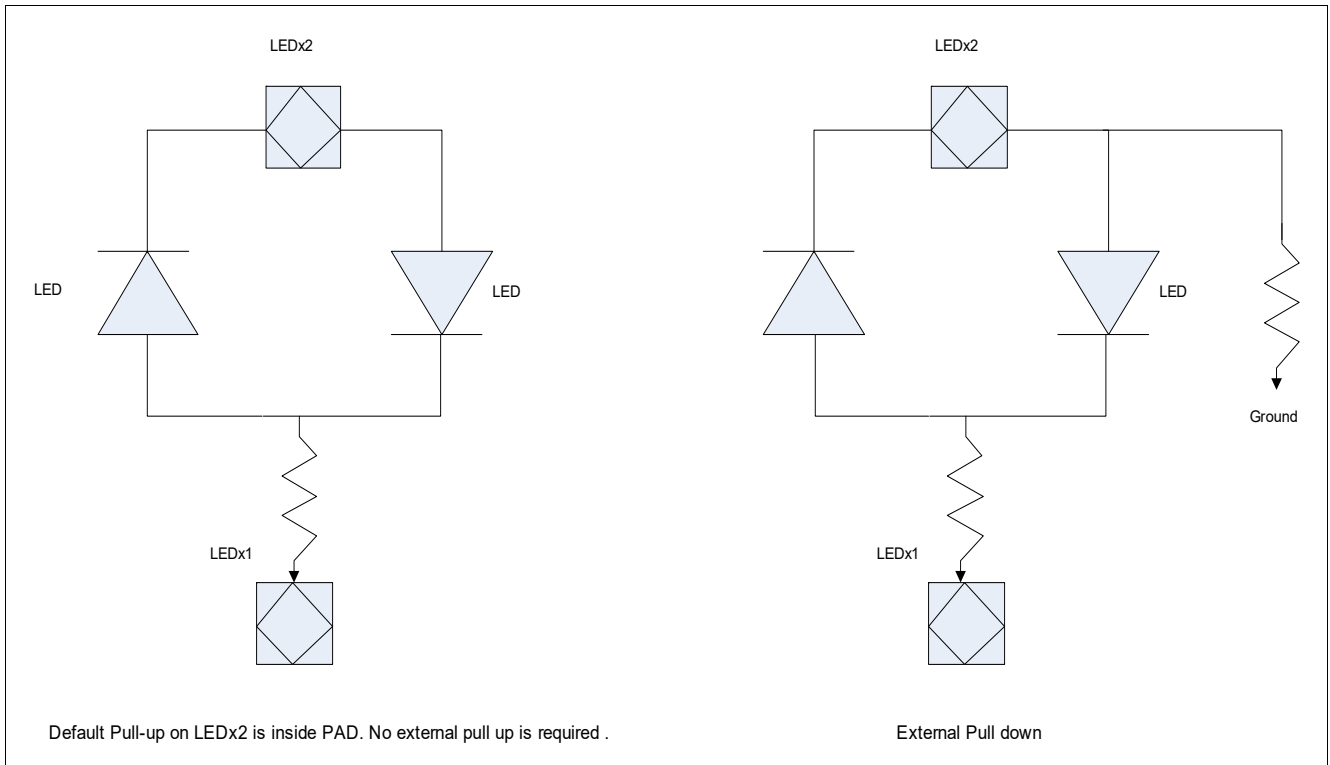 LEDx2
LEDx2
LED
LED
LED
Ground
LEDx1
LEDx1
Default Pull-up on LEDx2 is inside PAD. No external pull up is required .
External Pull down